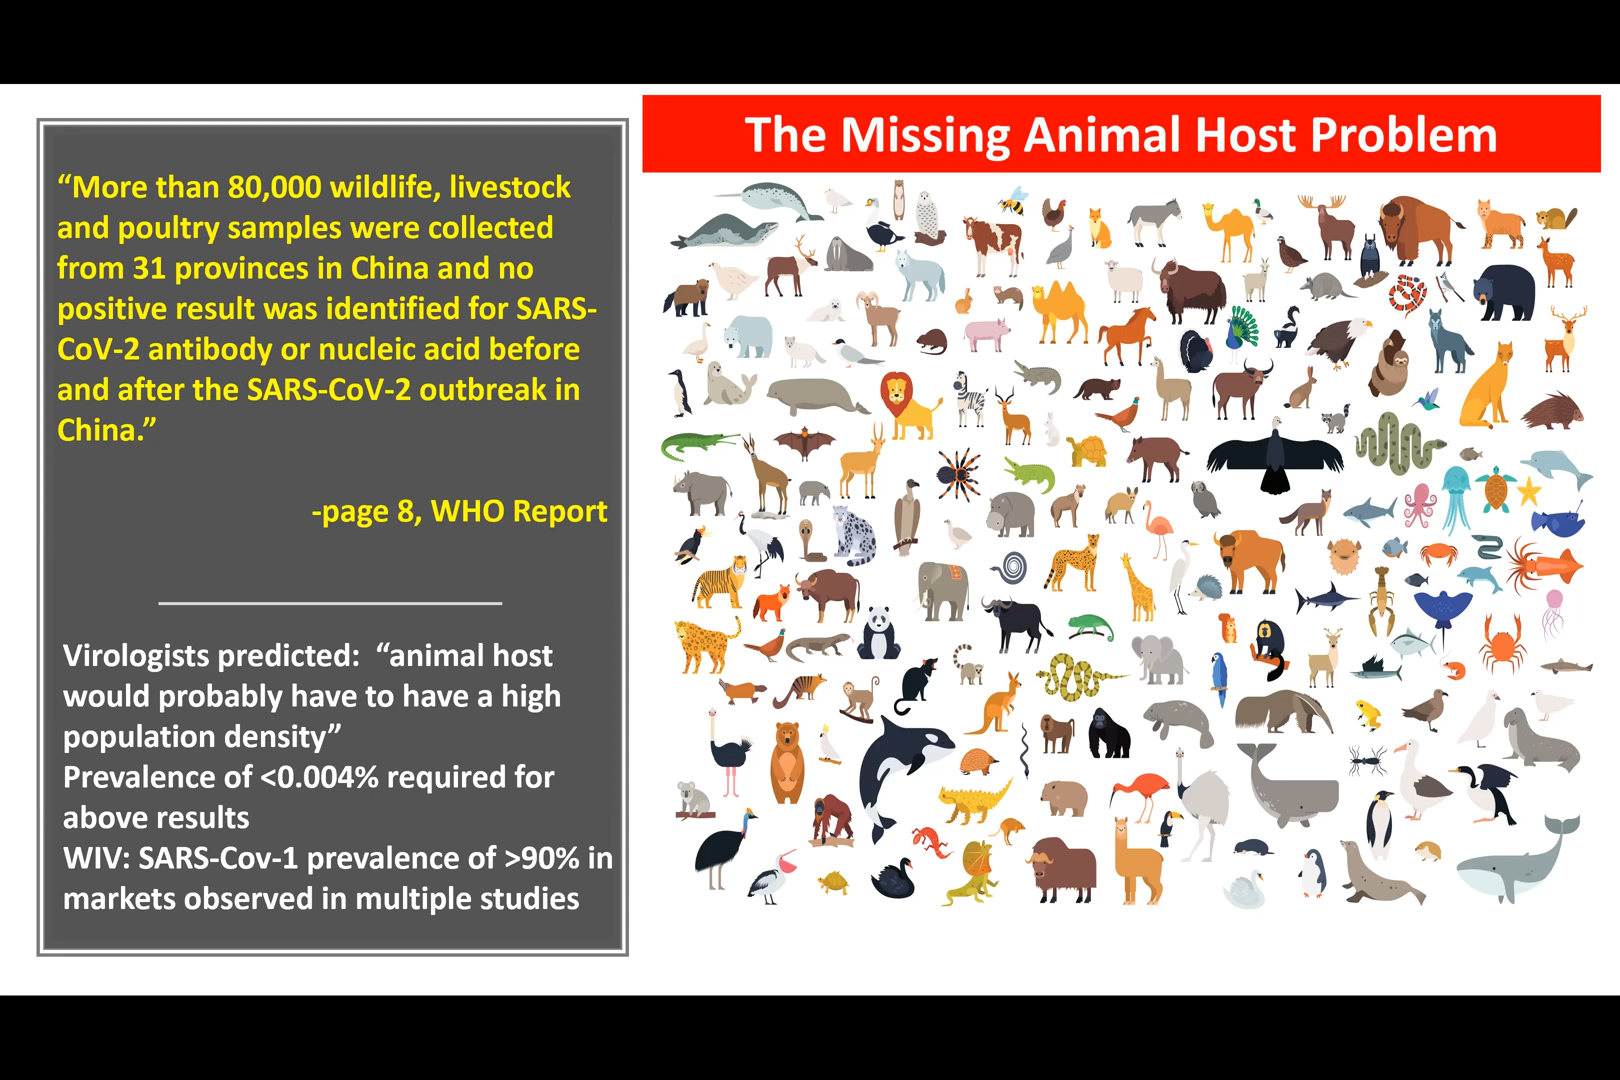 The Missing Animal Host Problem
“More than 80,000 wildlife, livestock
and poultry samples were collected
from 31 provinces in China and no
positive result was identified for SARS-
CoV-2 antibody or nucleic acid before
and after the SARS-CoV-2 outbreak in
China.”
-page 8, WHO Report
Virologists predicted:  “animal host
would probably have to have a high
population density”
Prevalence of <0.004% required for
above results
WIV: SARS-Cov-1 prevalence of >90% in
markets observed in multiple studies